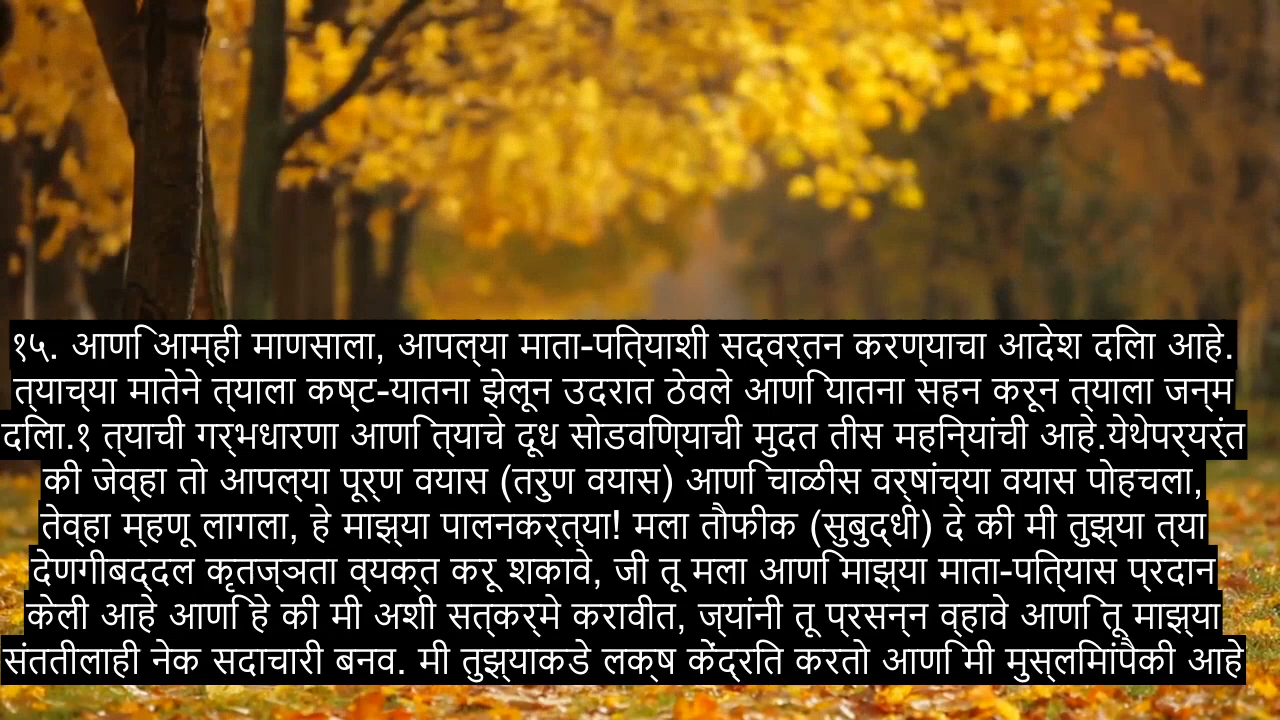 १५. आणि आम्ही माणसाला, आपल्या माता-पित्याशी सद्वर्तन करण्याचा आदेश दिला आहे.
त्याच्या मातेने त्याला कष्ट-यातना झेलून उदरात ठेवले आणि यातना सहन करून त्याला जन्म
दिला.१ त्याची गर्भधारणा आणि त्याचे दूध सोडविण्याची मुदत तीस महिन्यांची आहे.येथेपर्यर्ंत
की जेव्हा तो आपल्या पूर्ण वयास (तरुण वयास) आणि चाळीस वर्षांच्या वयास पोहचला,
तेव्हा म्हणू लागला, हे माझ्या पालनकर्त्या! मला तौफीक (सुबुद्धी) दे की मी तुझ्या त्या
देणगीबद्दल कृतज्ञता व्यक्त करू शकावे, जी तू मला आणि माझ्या माता-पित्यास प्रदान
केली आहे आणि हे की मी अशी सत्कर्मे करावीत, ज्यांनी तू प्रसन्न व्हावे आणि तू माझ्या
संततीलाही नेक सदाचारी बनव. मी तुझ्याकडे लक्ष केंद्रित करतो आणि मी मुस्लिमांपैकी आहे